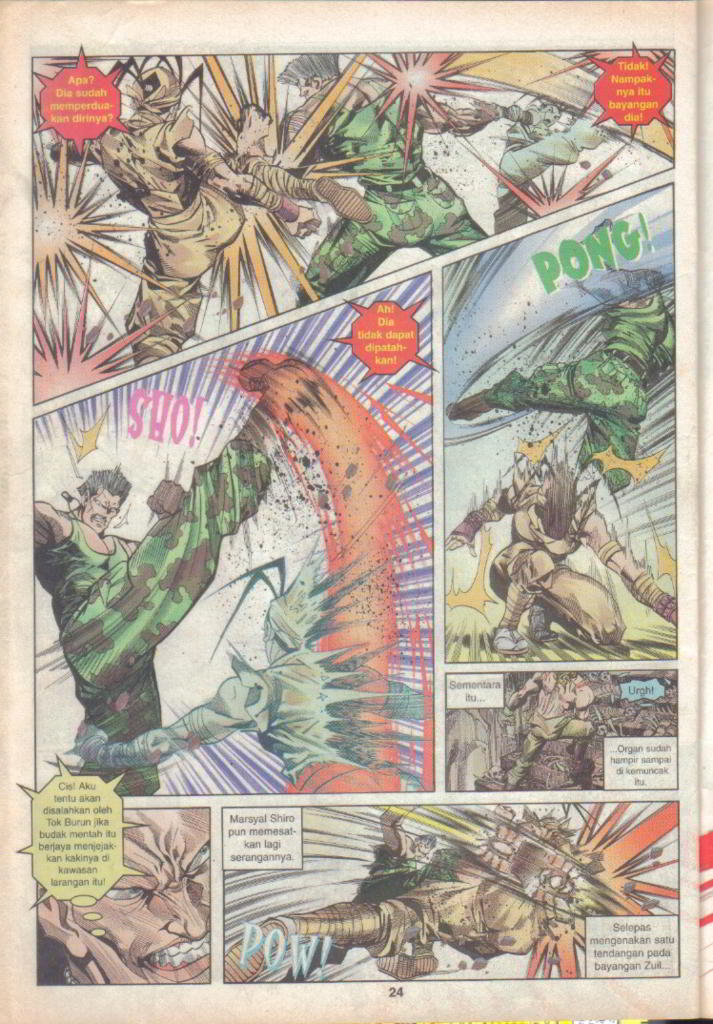 Apa?
Dia sudah
memperdua-
kan dirinya?
Tidak!
Nampak-
nya itu
bayangan
dia!
PONG!
Ah!
Dia
tidak dapat
dipatah-
kan!
SHO!
Sementara
itu...
Urgh!
...Organ sudah
hampir sampai
di kemuncak
itu.
Cis! Aku
tentu akan
disalahkan oleh
Tok Burun jika
budak mentah itu
berjaya menjejak-
kan kakinya di
kawasan
larangan itu!
Marsyal Shiro
pun memesat-
kan lagi
serangannya.
POW!
Selepas
mengenakan satu
tendangan pada
bayangan Zuil...
24